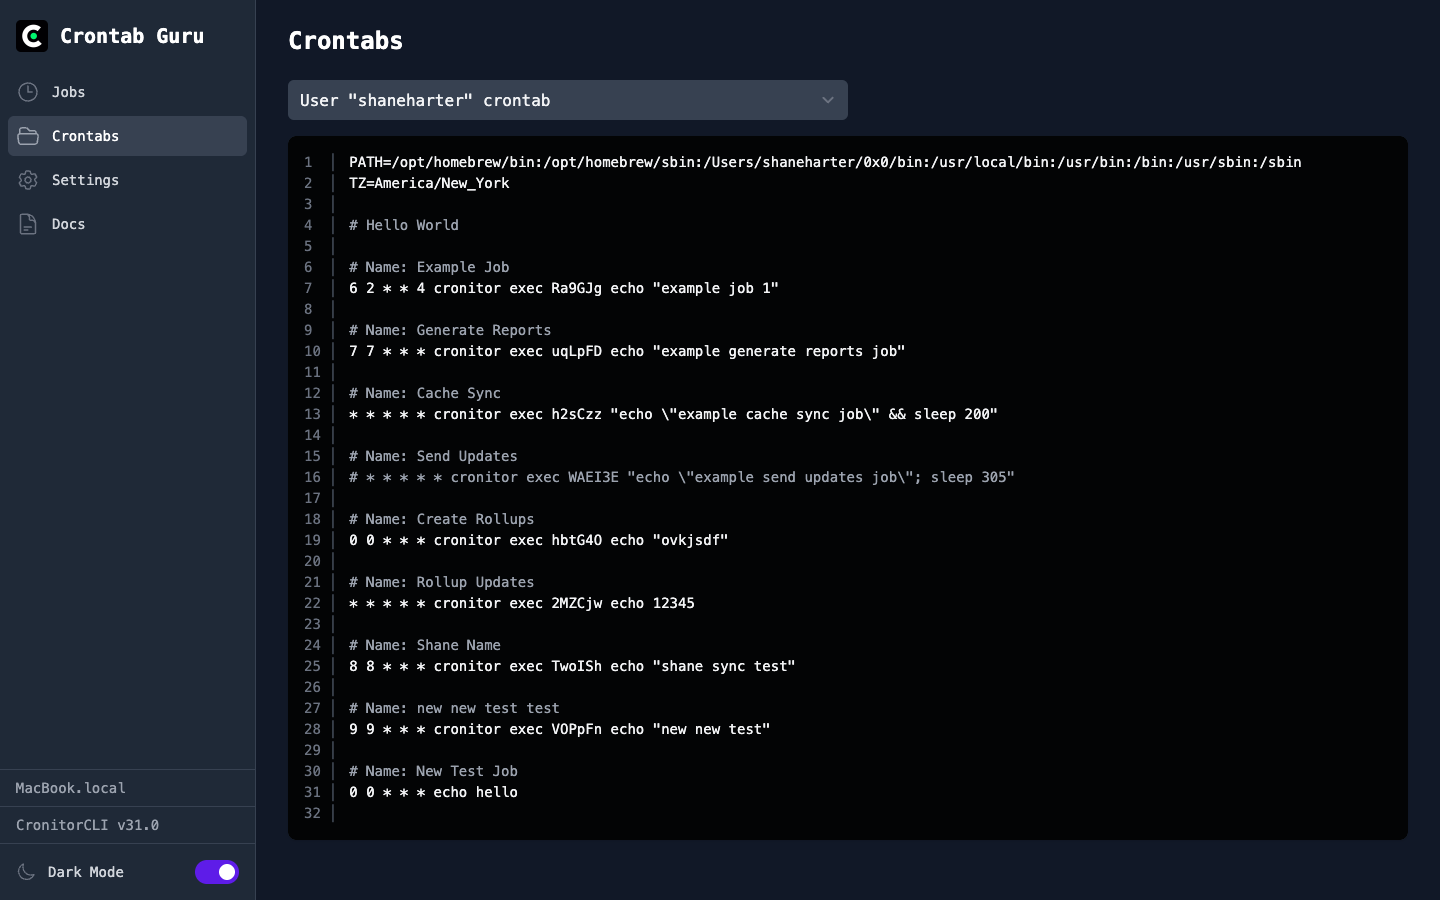 Crontab Guru
Jobs
Crontabs
Settings
Docs
MacBook.local
CronitorCLI v31.0
Dark Mode
Crontabs
User "shaneharter" crontab
1 PATH=/opt/homebrew/bin:/opt/homebrew/sbin:/Users/shaneharter/0x0/bin:/usr/local/bin:/usr/bin:/bin:/usr/sbin:/sbin
2 TZ=America/New_York
3
4 # Hello World
5
6 # Name: Example Job
7 6 2 * * 4 cronitor exec Ra9GJg echo "example job 1"
8
9 # Name: Generate Reports
10 7 7 * * * cronitor exec uqLpFD echo "example generate reports job"
11
12 # Name: Cache Sync
13 * * * * * cronitor exec h2sCzz "echo \"example cache sync job\" && sleep 200"
14
15 # Name: Send Updates
16 # * * * * * cronitor exec WAEI3E "echo \"example send updates job\"; sleep 305"
17
18 # Name: Create Rollups
19 0 0 * * * cronitor exec hbtG4O echo "ovkjsdf"
20
21 # Name: Rollup Updates
22 * * * * * cronitor exec 2MZCjw echo 12345
23
24 # Name: Shane Name
25 8 8 * * * cronitor exec TwoISh echo "shane sync test"
26
27 # Name: new new test test
28 9 9 * * * cronitor exec VOPpFn echo "new new test"
29
30 # Name: New Test Job
31 0 0 * * * echo hello
32